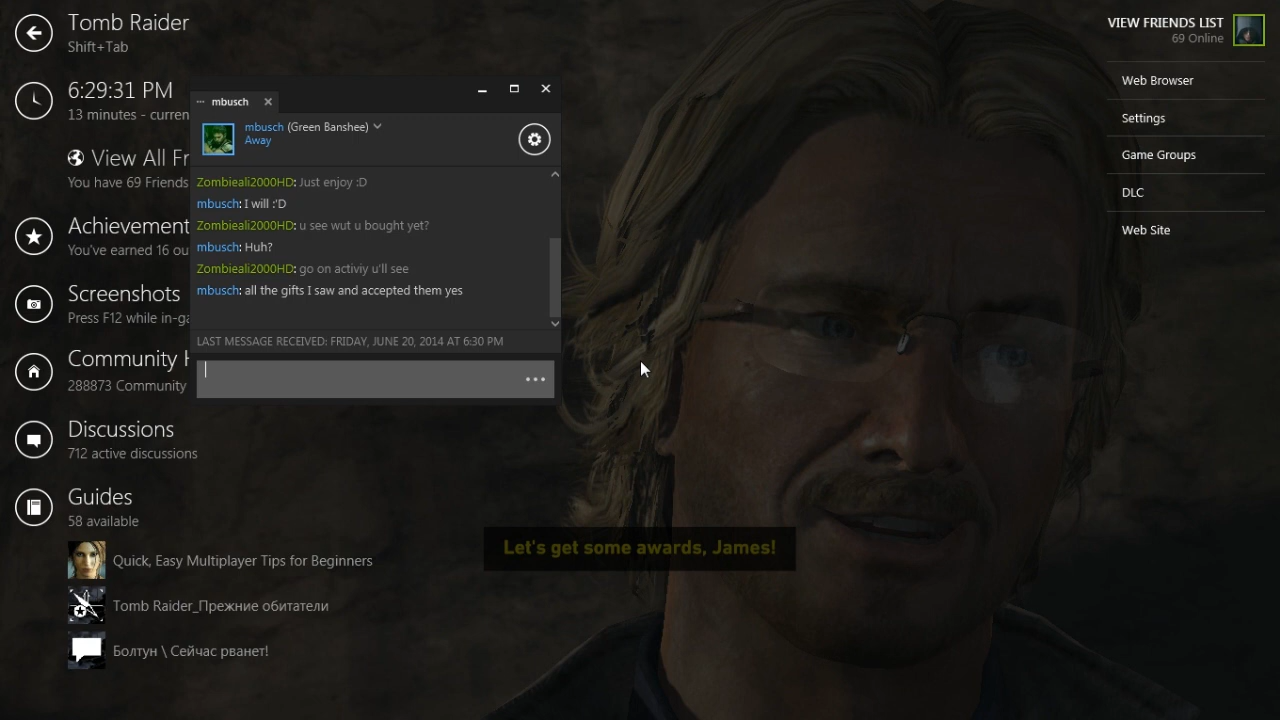 Tomb Raider
Shift+Tab
6:29:31 PM
13 minutes - curren
View All Fr
You have 69 Friends
Achievement
You've earned 16 ou
Screenshots
Press F12 while in-ga
Community H
288873 Community
Discussions
712 active discussions
Guides
58 available
Quick, Easy Multiplayer Tips for Beginners
Tomb Raider_Прежние обитатели
Болтун \ Сейчас рванет!
mbusch
mbusch (Green Banshee)
Away
Zombieali2000HD: Just enjoy :D
mbusch: I will :'D
Zombieali2000HD: u see wut u bought yet?
mbusch: Huh?
Zombieali2000HD: go on activiy u'll see
mbusch: all the gifts I saw and accepted them yes
LAST MESSAGE RECEIVED: FRIDAY, JUNE 20, 2014 AT 6:30 PM
Let's get some awards, James!
VIEW FRIENDS LIST
69 Online
Web Browser
Settings
Game Groups
DLC
Web Site